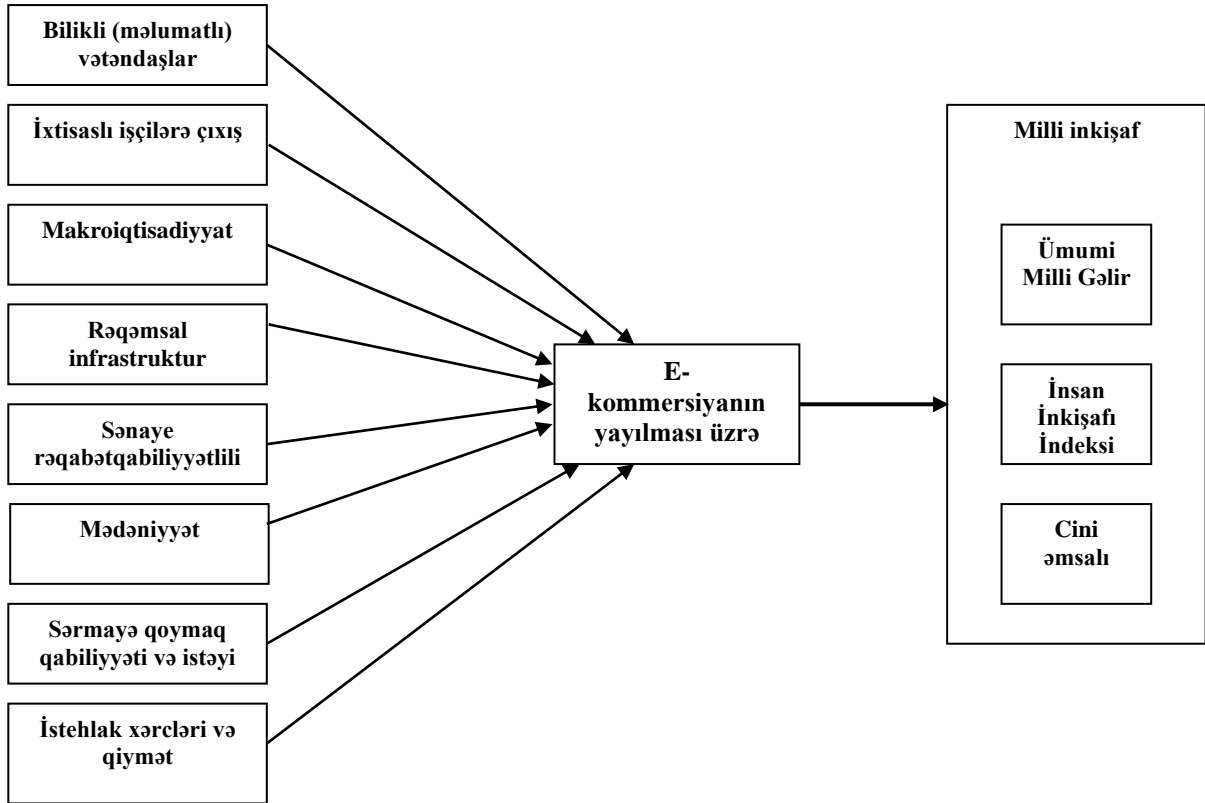 Bilikli (məlumatlı)
vətəndaşlar
İxtisaslı işçilərə çıxış
Makroiqtisadiyyat
Rəqəmsal
infrastruktur
Sənaye
rəqabətqabiliyyətlili
Mədəniyyət
Sərmayə qoymaq
qabiliyyəti və istəyi
İstehlak xərcləri və
qiymət
E-
kommersiyanın
yayılması üzrə
Milli inkişaf
Ümumi
Milli Gəlir
İnsan
İnkişafı
İndeksi
Cini
əmsalı